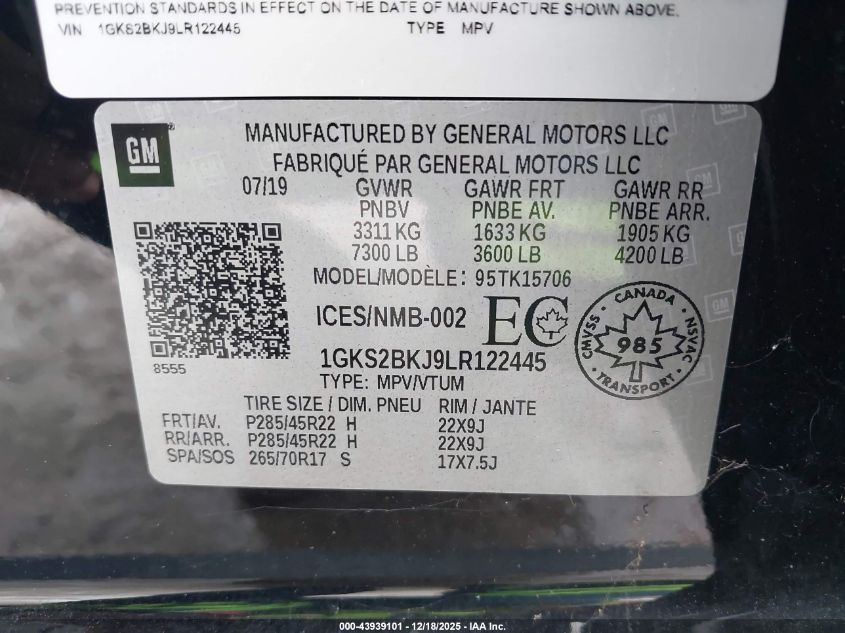 PREVENTION STANDARDS IN EFFECT ON THE DATE OF MANUFACTURE SHOWN ABOVE.
VIN 1GKS2BKJ9LR122445 TYPE MPV
GM
MANUFACTURED BY GENERAL MOTORS LLC
FABRIQUÉ PAR GENERAL MOTORS LLC
07/19 GVWR GAWR FRT GAWR RR
PNBV PNBE AV. PNBE ARR.
3311 KG 1633 KG 1905 KG
7300 LB 3600 LB 4200 LB
MODEL/MODÈLE: 95TK15706
ICES/NMB-002 EC
CANADA
CMVSS 985 NSVAC
TRANSPORT
8555
1GKS2BKJ9LR122445
TYPE: MPV/VTUM
TIRE SIZE / DIM. PNEU RIM / JANTE
FRT/AV. P285/45R22 H 22X9J
RR/ARR. P285/45R22 H 22X9J
SPA/SOS 265/70R17 S 17X7.5J
000-43939101 - 12/18/2025 - IAA Inc.